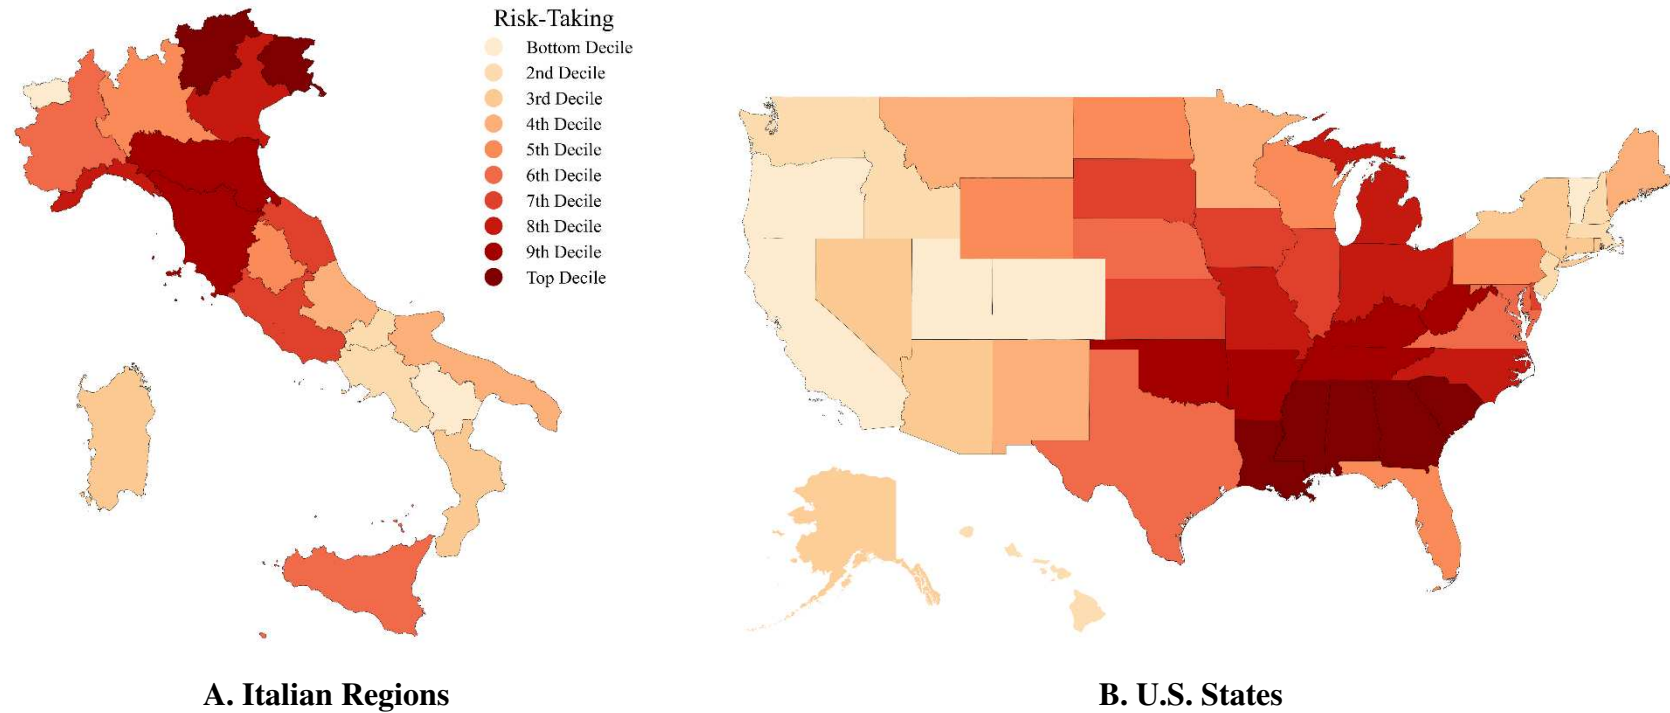 Risk-Taking
Bottom Decile
2nd Decile
3rd Decile
4th Decile
5th Decile
6th Decile
7th Decile
8th Decile
9th Decile
Top Decile
A. Italian Regions
B. U.S. States